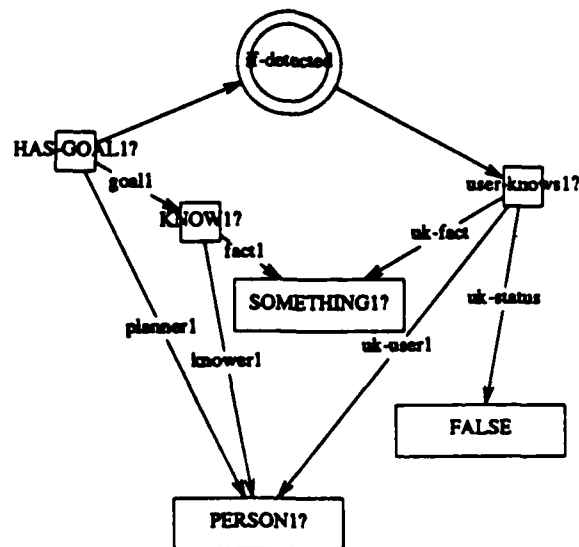 if-detected
HAS-GOAL1?
goal1
user-knows1?
KNOW1?
fact1
uk-fact
SOMETHING1?
uk-status
planner1
knower1
uk-user1
FALSE
PERSON1?